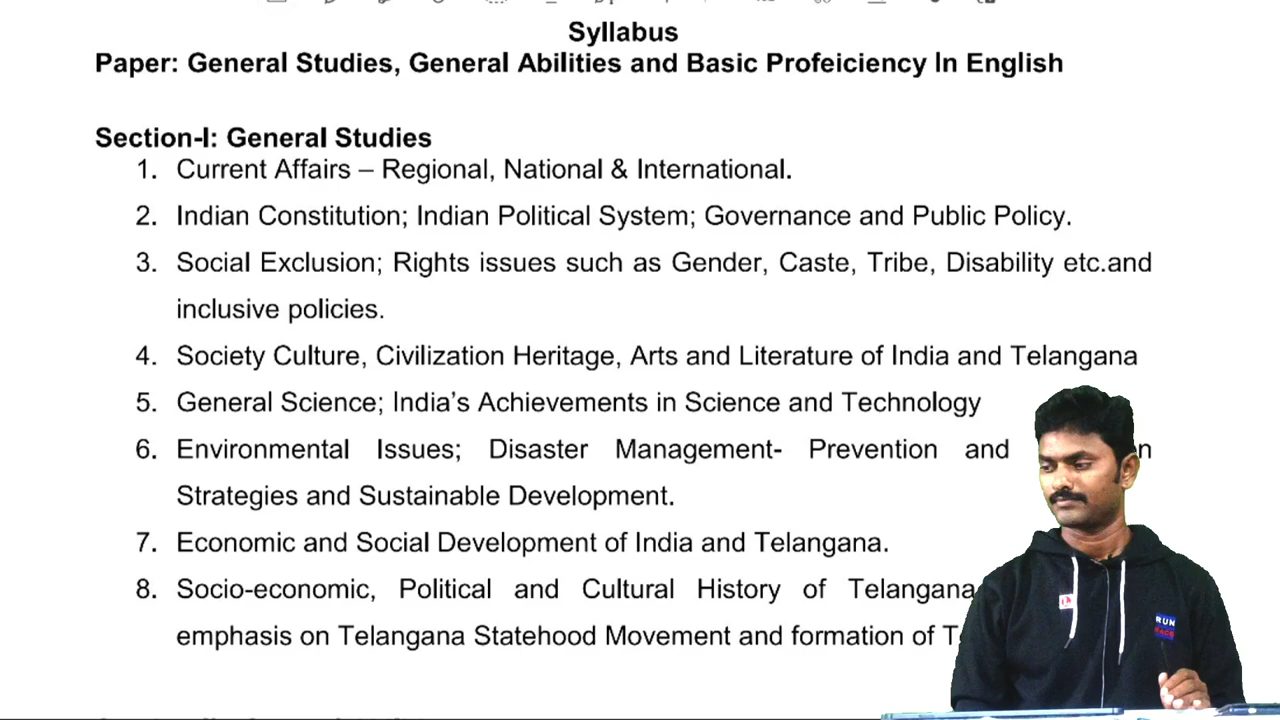 Syllabus
Paper: General Studies, General Abilities and Basic Profeiciency In English
Section-I: General Studies
1. Current Affairs – Regional, National & International.
2. Indian Constitution; Indian Political System; Governance and Public Policy.
3. Social Exclusion; Rights issues such as Gender, Caste, Tribe, Disability etc.and
inclusive policies.
4. Society Culture, Civilization Heritage, Arts and Literature of India and Telangana
5. General Science; India’s Achievements in Science and Technology
6. Environmental Issues; Disaster Management- Prevention and
Strategies and Sustainable Development.
7. Economic and Social Development of India and Telangana.
8. Socio-economic, Political and Cultural History of Telangana
emphasis on Telangana Statehood Movement and formation of
RUN